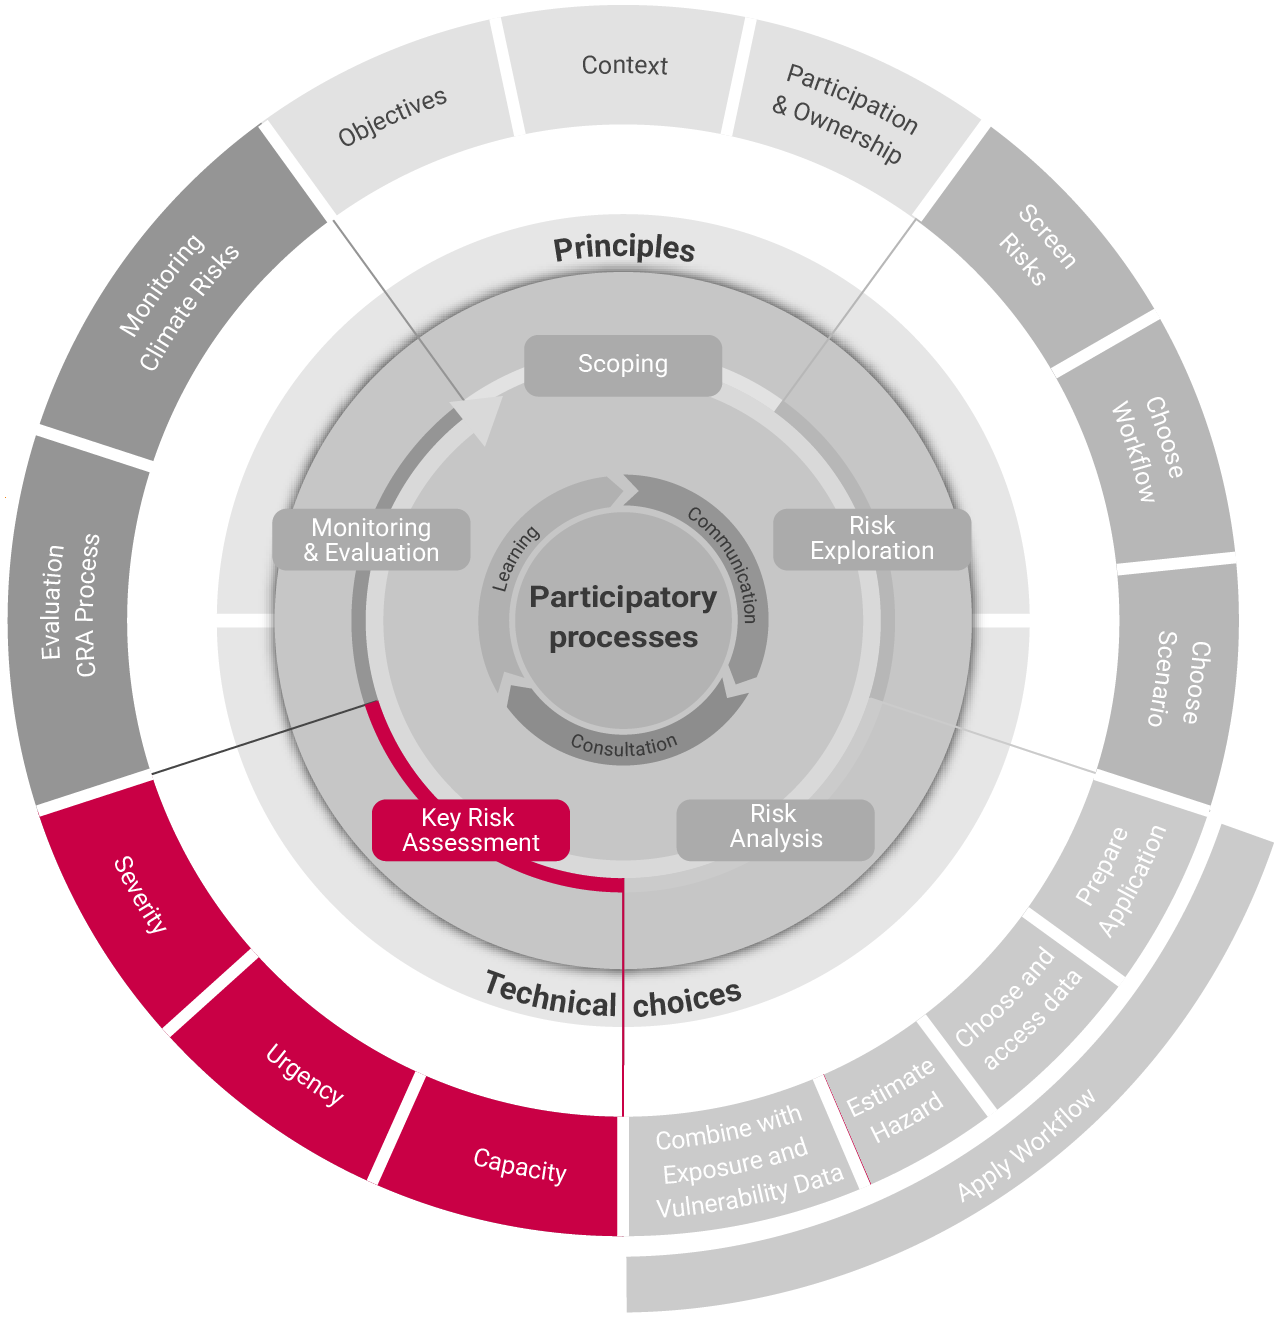 Objectives
Context
Participation
& Ownership
Screen
Risks
Choose
Workflow
Choose
Scenario
Prepare
Application
Choose and
access data
Estimate
Hazard
Combine with
Exposure and
Vulnerability Data
Apply Workflow
Capacity
Urgency
Severity
Evaluation
CRA Process
Monitoring
Climate Risks
Principles
Technical choices
Scoping
Risk
Exploration
Risk
Analysis
Key Risk
Assessment
Monitoring
& Evaluation
Communication
Consultation
Learning
Participatory
processes